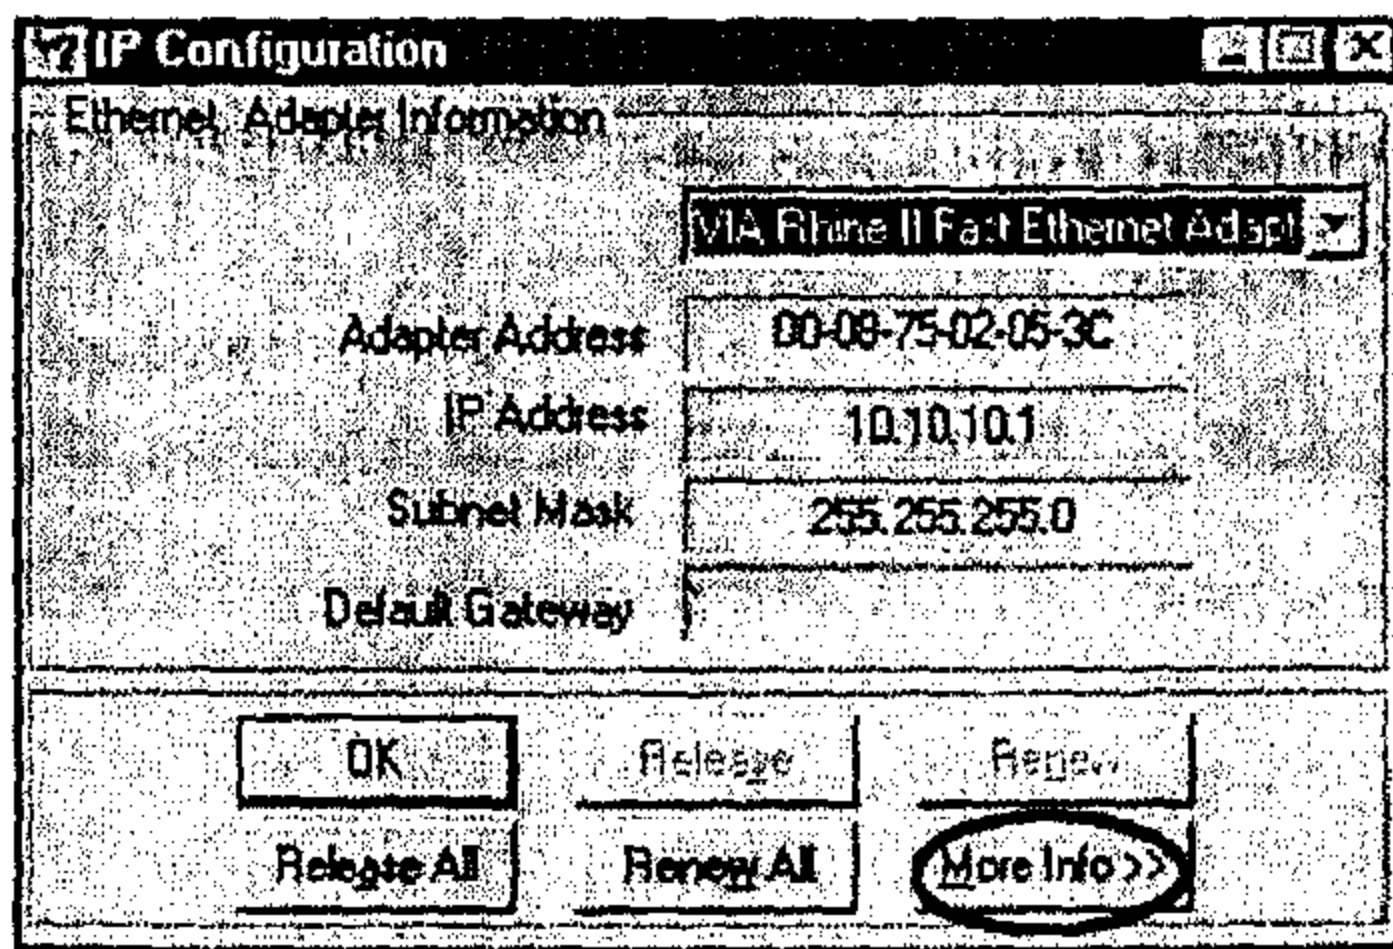 IP Configuration
Ethernet Adapter Information
VIA Rhine II Fast Ethernet Adapt
Adapter Address 00-08-75-02-05-3C
IP Address 10.10.10.1
Subnet Mask 255.255.255.0
Default Gateway
OK Release Renew
Release All Renew All More Info >>